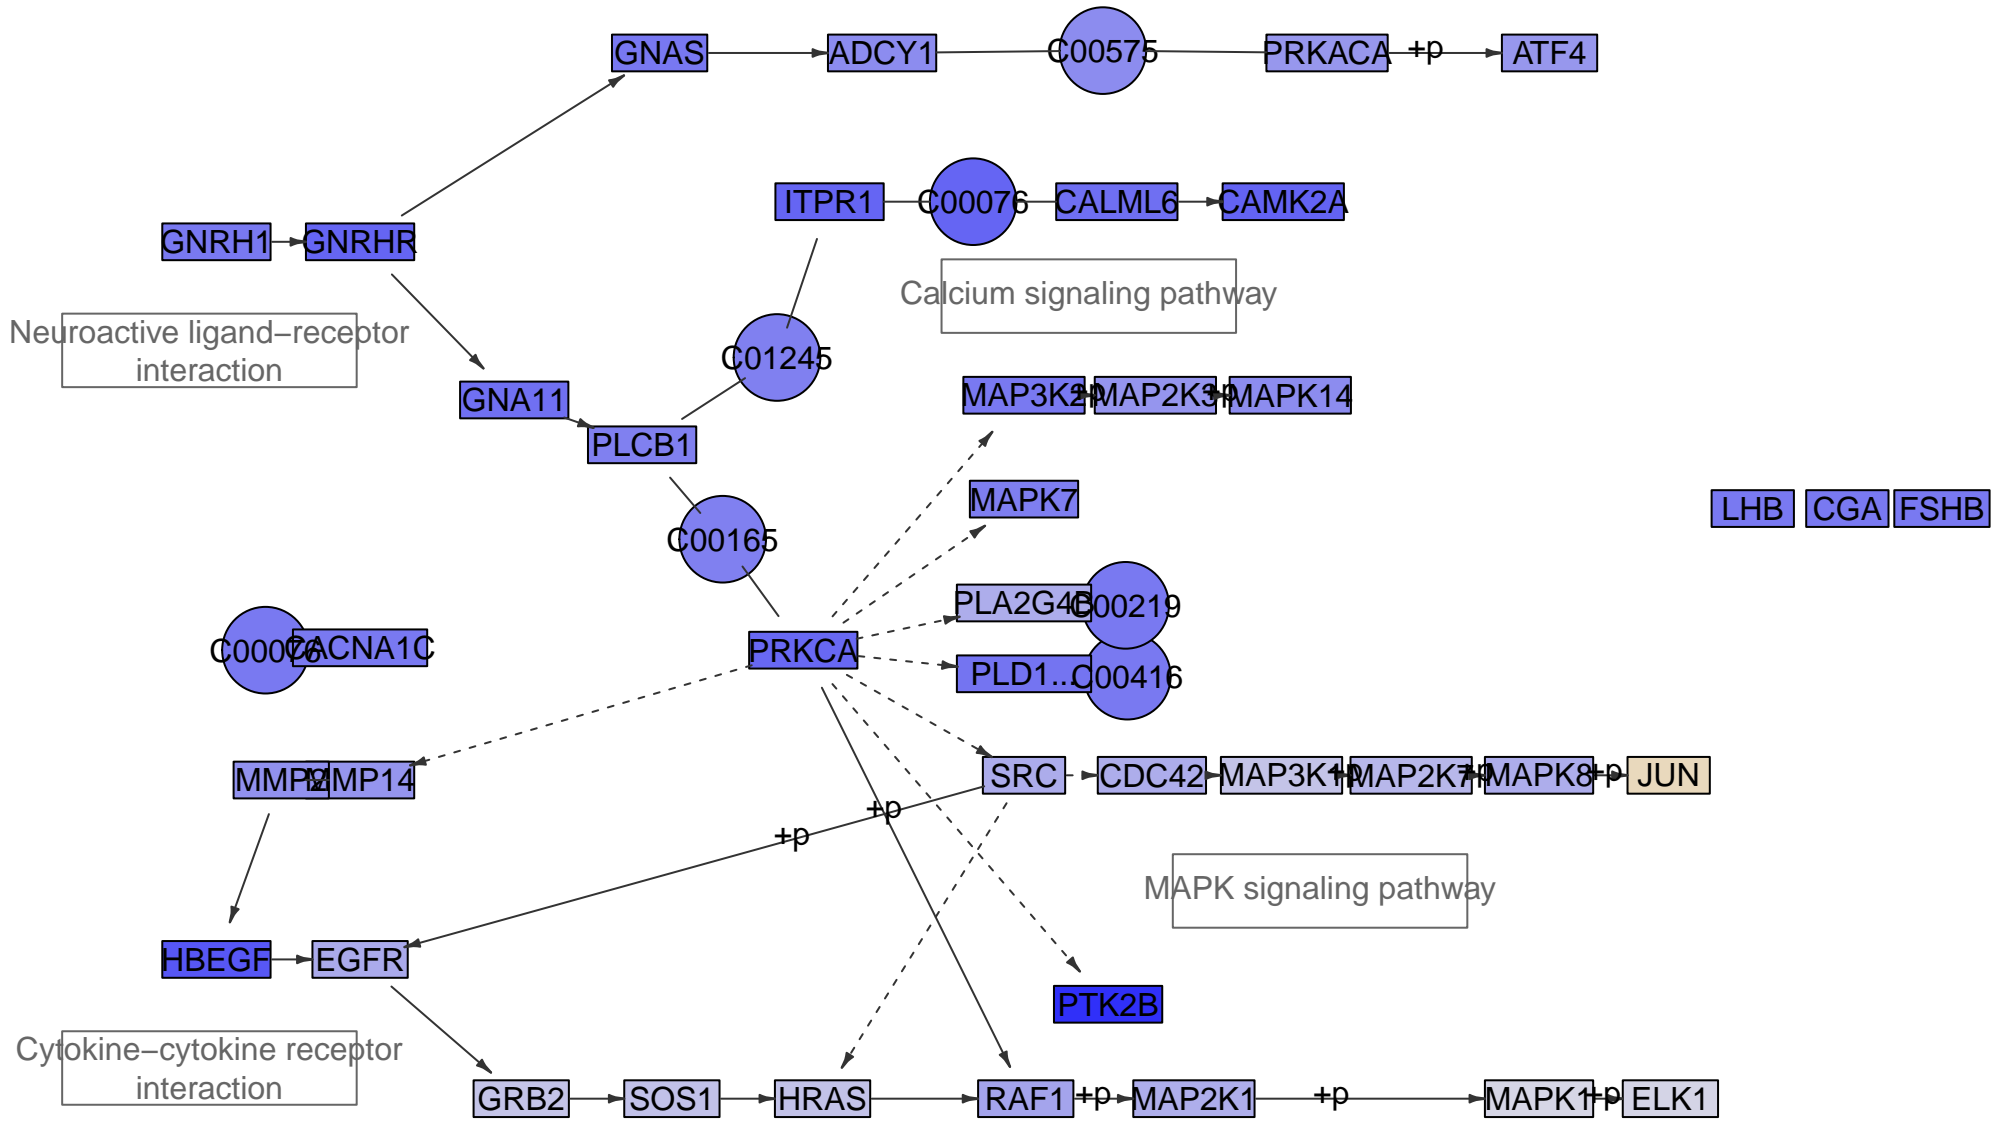 GNAS
ADCY1
C00575
PRKACA
+p
ATF4
ITPR1
C00076
CALML6
CAMK2A
GNRH1
GNRHR
Calcium signaling pathway
Neuroactive ligand–receptor
interaction
C01245
GNA11
MAP3K2
+p
MAP2K3
+p
MAPK14
PLCB1
MAPK7
LHB
CGA
FSHB
C00165
PLA2G4B
C00219
C00076
CACNA1C
PRKCA
PLD1...
C00416
MMP2
MMP14
SRC
CDC42
MAP3K1
+p
MAP2K7
+p
MAPK8
+p
JUN
+p
+p
MAPK signaling pathway
HBEGF
EGFR
PTK2B
Cytokine–cytokine receptor
interaction
GRB2
SOS1
HRAS
RAF1
+p
MAP2K1
+p
MAPK1
+p
ELK1